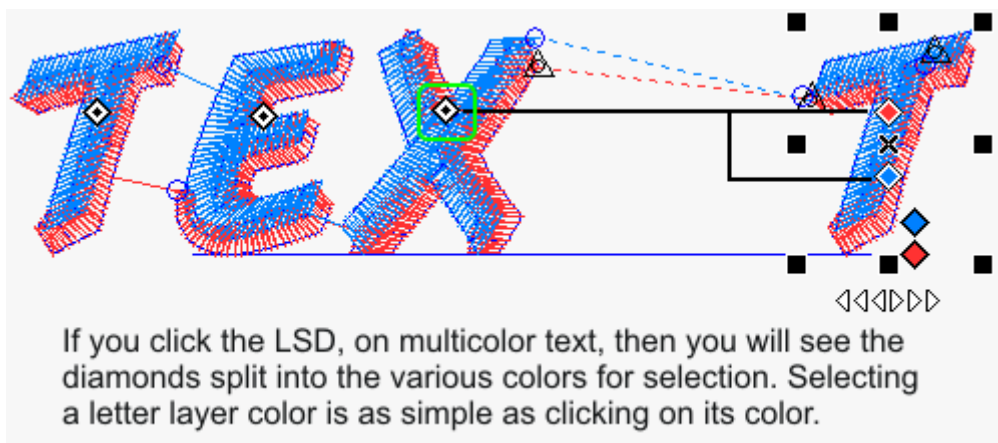 TEX T
If you click the LSD, on multicolor text, then you will see the
diamonds split into the various colors for selection. Selecting
a letter layer color is as simple as clicking on its color.